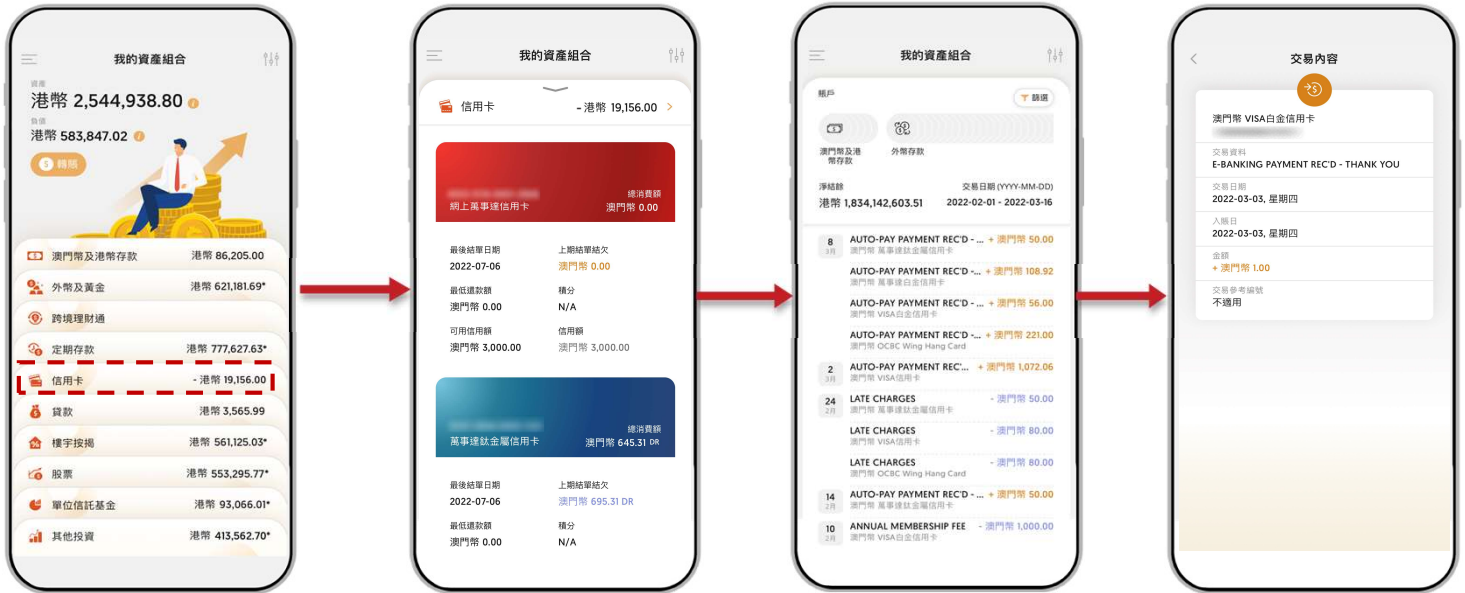 我的資產組合
資產
港幣 2,544,938.80
負債
港幣 583,847.02
轉賬
澳門幣及港幣存款 港幣 86,205.00
外幣及黃金 港幣 621,181.69*
跨境理財通
定期存款 港幣 777,627.63*
信用卡 - 港幣 19,156.00
貸款 港幣 3,565.99
樓宇按揭 港幣 561,125.03*
股票 港幣 553,295.77*
單位信託基金 港幣 93,066.01*
其他投資 港幣 413,562.70*
我的資產組合
信用卡 - 港幣 19,156.00 >
總消費額
網上萬事達信用卡 澳門幣 0.00
最後結單日期 上期結單結欠
2022-07-06 澳門幣 0.00
最低還款額 積分
澳門幣 0.00 N/A
可用信用額 信用額
澳門幣 3,000.00 澳門幣 3,000.00
總消費額
萬事達鈦金屬信用卡 澳門幣 645.31 DR
最後結單日期 上期結單結欠
2022-07-06 澳門幣 695.31 DR
最低還款額 積分
澳門幣 0.00 N/A
我的資產組合
賬戶 篩選
澳門幣及港 外幣存款
幣存款
淨結餘 交易日期 (YYYY-MM-DD)
港幣 1,834,142,603.51 2022-02-01 - 2022-03-16
8 AUTO-PAY PAYMENT REC'D - ... + 澳門幣 50.00
3月 澳門幣 萬事達鈦金屬信用卡
AUTO-PAY PAYMENT REC'D -... + 澳門幣 108.92
澳門幣 萬事達白金信用卡
AUTO-PAY PAYMENT REC'D - ... + 澳門幣 56.00
澳門幣 VISA白金信用卡
AUTO-PAY PAYMENT REC'D -... + 澳門幣 221.00
澳門幣 OCBC Wing Hang Card
2 AUTO-PAY PAYMENT REC'... + 澳門幣 1,072.06
3月 澳門幣 VISA信用卡
24 LATE CHARGES - 澳門幣 50.00
2月 澳門幣 萬事達鈦金屬信用卡
LATE CHARGES - 澳門幣 80.00
澳門幣 VISA信用卡
LATE CHARGES - 澳門幣 80.00
澳門幣 OCBC Wing Hang Card
14 AUTO-PAY PAYMENT REC'D - ... + 澳門幣 50.00
2月 澳門幣 萬事達鈦金屬信用卡
10 ANNUAL MEMBERSHIP FEE - 澳門幣 1,000.00
2月 澳門幣 VISA白金信用卡
< 交易內容
澳門幣 VISA白金信用卡
交易資料
E-BANKING PAYMENT REC'D - THANK YOU
交易日期
2022-03-03, 星期四
入賬日
2022-03-03, 星期四
金額
+ 澳門幣 1.00
交易參考編號
不適用